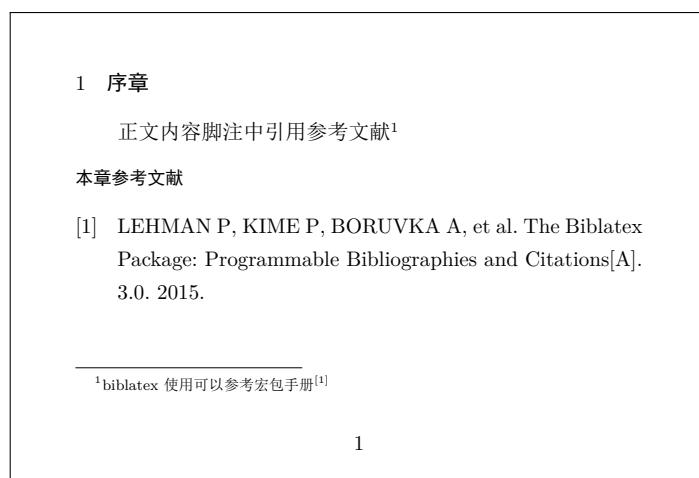 1 序章
正文内容脚注中引用参考文献1
本章参考文献
[1] LEHMAN P, KIME P, BORUVKA A, et al. The Biblatex
Package: Programmable Bibliographies and Citations[A].
3.0. 2015.
1biblatex 使用可以参考宏包手册[1]
1